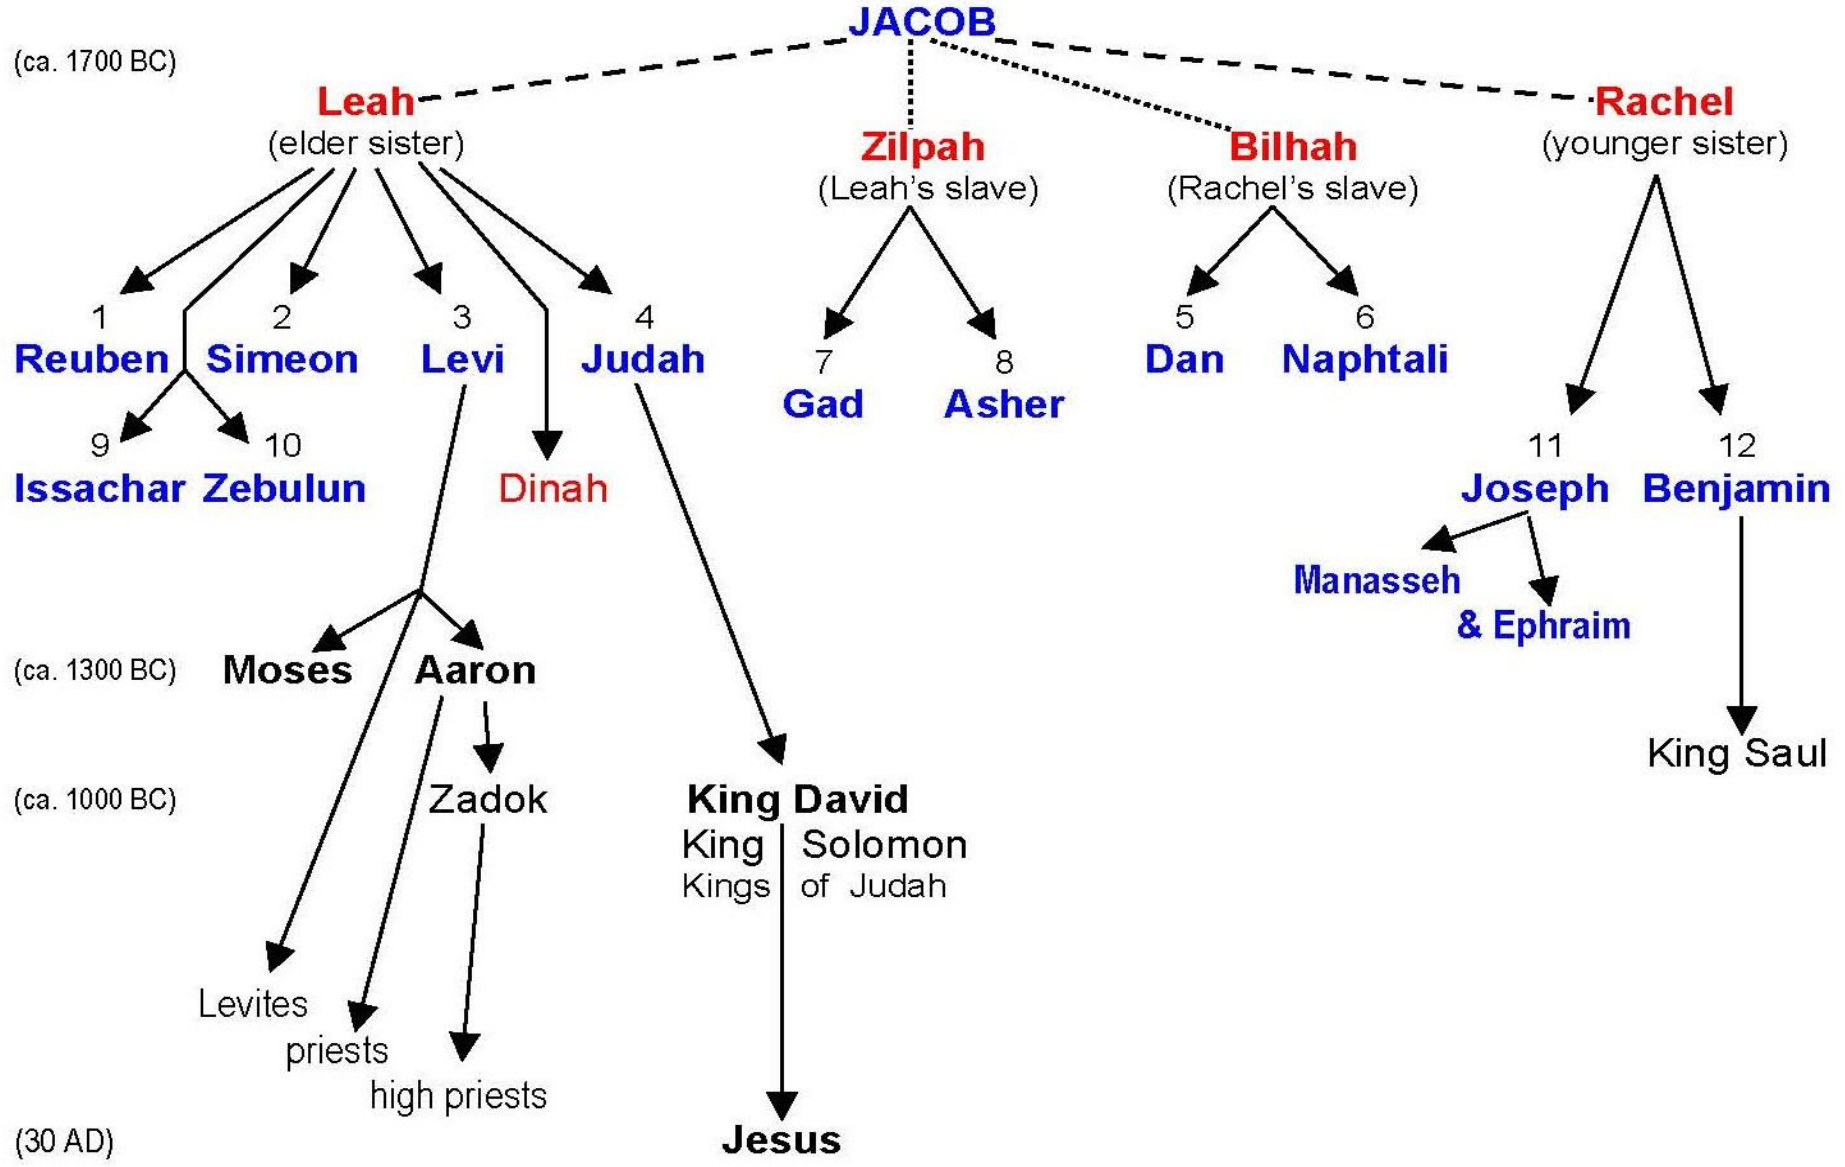 JACOB
(ca. 1700 BC)
Leah
(elder sister)
Zilpah
(Leah's slave)
Bilhah
(Rachel's slave)
Rachel
(younger sister)
1
Reuben
2
Simeon
3
Levi
4
Judah
7
Gad
8
Asher
5
Dan
6
Naphtali
9
Issachar
10
Zebulun
Dinah
11
Joseph
12
Benjamin
Manasseh
& Ephraim
(ca. 1300 BC)
Moses
Aaron
King Saul
(ca. 1000 BC)
Zadok
King David
King Solomon
Kings of Judah
Levites
priests
high priests
(30 AD)
Jesus